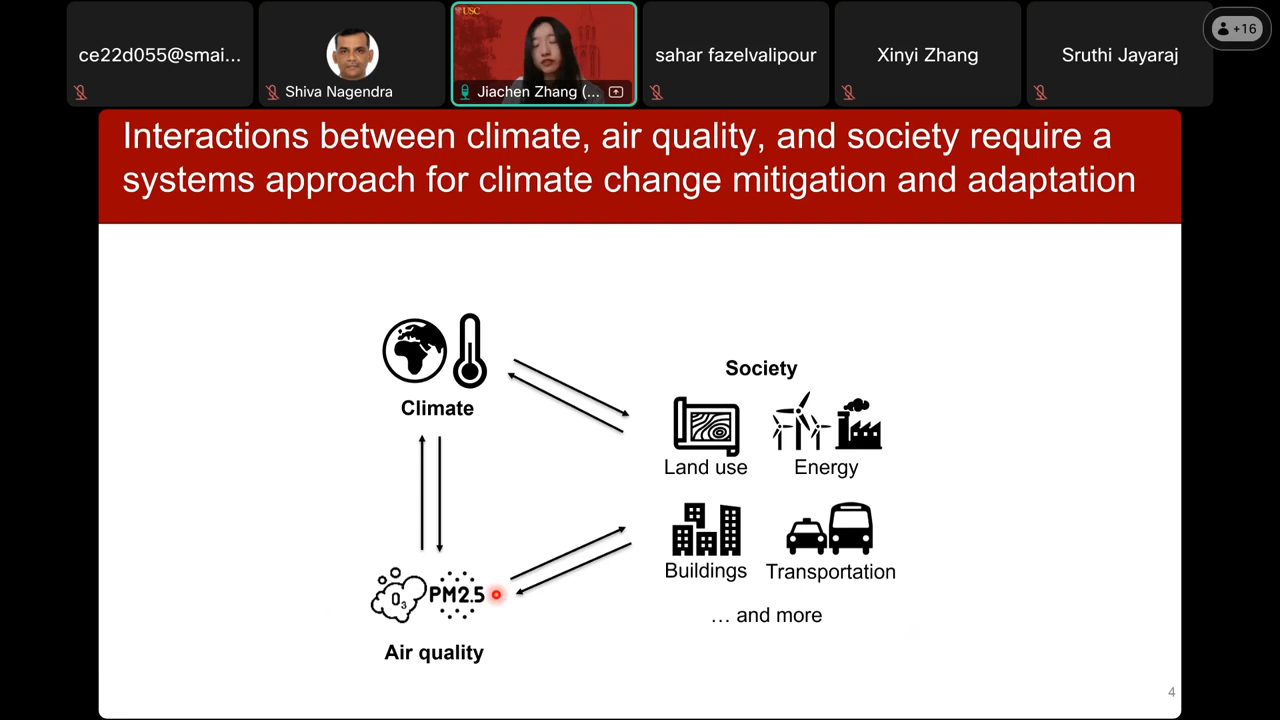 ce22d055@smai...
Shiva Nagendra
USC
Jiachen Zhang (...
sahar fazelvalipour
Xinyi Zhang
Sruthi Jayaraj
+16
Interactions between climate, air quality, and society require a
systems approach for climate change mitigation and adaptation
Climate
Society
Land use
Energy
Buildings
Transportation
... and more
O3
PM2.5
Air quality
4